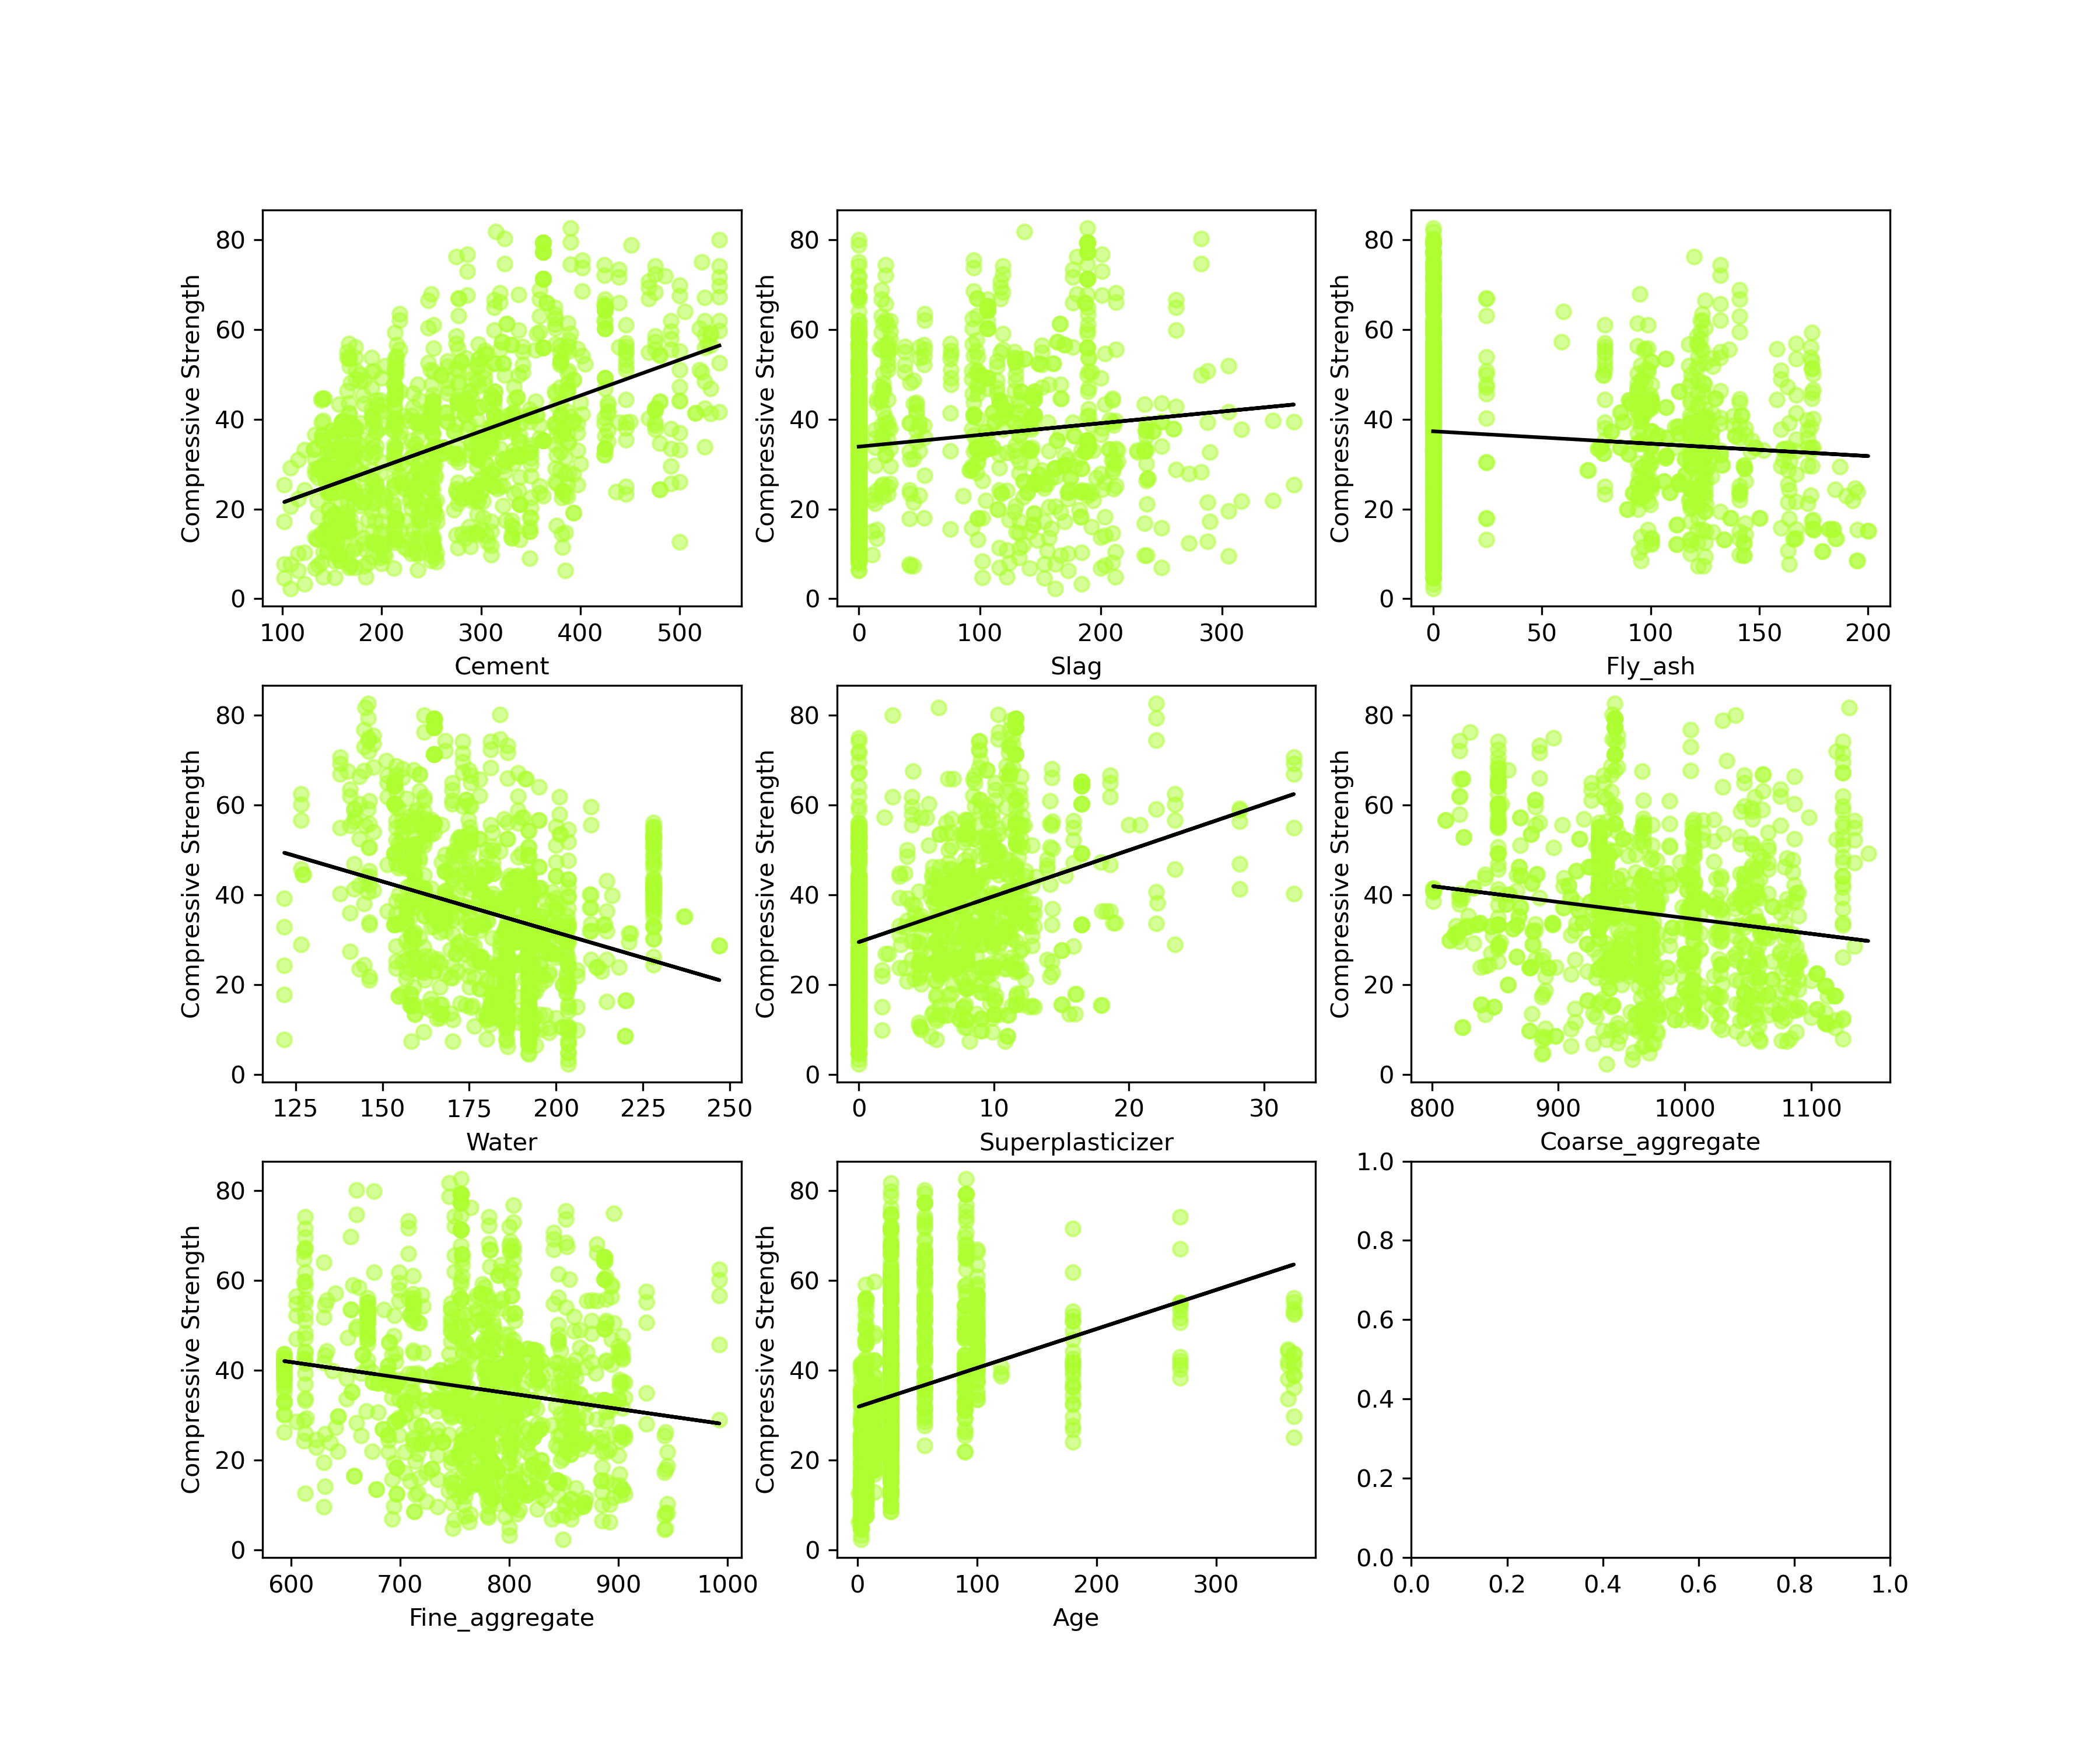 Compressive Strength
80
60
40
20
0
100 200 300 400 500
Cement
Compressive Strength
80
60
40
20
0
0 100 200 300
Slag
Compressive Strength
80
60
40
20
0
0 50 100 150 200
Fly_ash
Compressive Strength
80
60
40
20
0
125 150 175 200 225 250
Water
Compressive Strength
80
60
40
20
0
0 10 20 30
Superplasticizer
Compressive Strength
80
60
40
20
0
800 900 1000 1100
Coarse_aggregate
Compressive Strength
80
60
40
20
0
600 700 800 900 1000
Fine_aggregate
Compressive Strength
80
60
40
20
0
0 100 200 300
Age
1.0
0.8
0.6
0.4
0.2
0.0
0.0 0.2 0.4 0.6 0.8 1.0